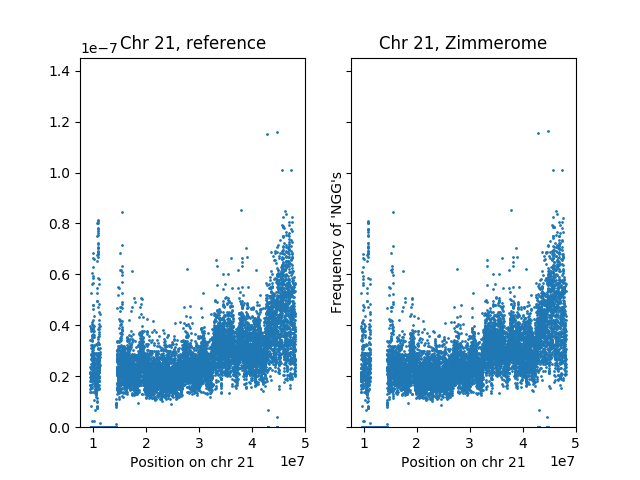 Chr 21, reference
Chr 21, Zimmerome
1e−7
1.4
1.2
1.0
0.8
0.6
0.4
0.2
0.0
Frequency of 'NGG's
1 2 3 4 5
1 2 3 4 5
1e7
1e7
Position on chr 21
Position on chr 21